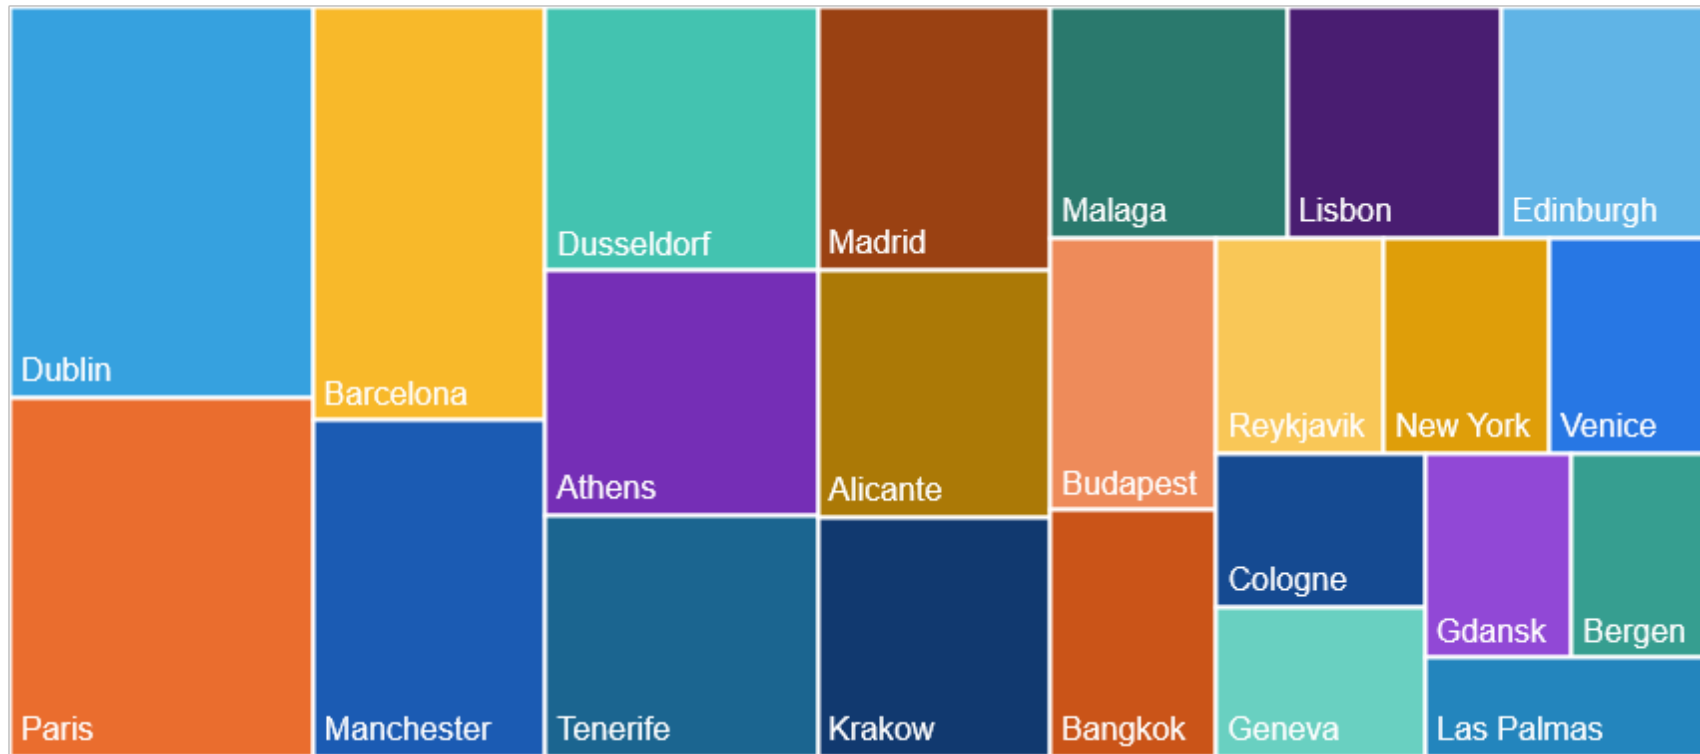 Dublin
Paris
Barcelona
Manchester
Dusseldorf
Athens
Tenerife
Madrid
Alicante
Krakow
Malaga
Lisbon
Edinburgh
Budapest
Bangkok
Reykjavik
New York
Venice
Cologne
Geneva
Gdansk
Bergen
Las Palmas